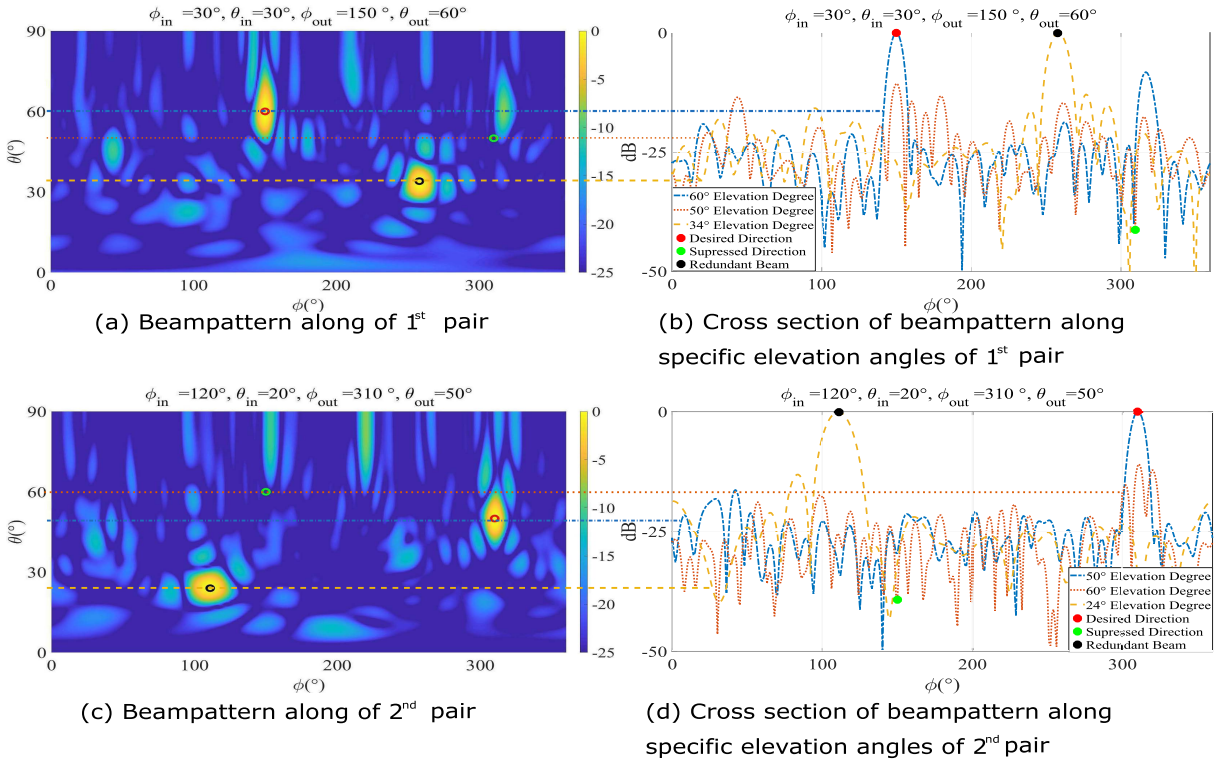 ϕin =30°, θin=30°, ϕout=150 °, θout=60°
90
60
30
0
θ(°)
0
100
200
300
ϕ(°)
0
-5
-10
-15
-20
-25
(a) Beampattern along of 1st pair
ϕin =30°, θin=30°, ϕout=150 °, θout=60°
0
-25
-50
dB
0
100
200
300
ϕ(°)
60° Elevation Degree
50° Elevation Degree
34° Elevation Degree
Desired Direction
Supressed Direction
Redundant Beam
(b) Cross section of beampattern along
specific elevation angles of 1st pair
ϕin =120°, θin=20°, ϕout=310 °, θout=50°
90
60
30
0
θ(°)
0
100
200
300
ϕ(°)
0
-5
-10
-15
-20
-25
(c) Beampattern along of 2nd pair
ϕin =120°, θin=20°, ϕout=310 °, θout=50°
0
-25
-50
dB
0
100
200
300
ϕ(°)
50° Elevation Degree
60° Elevation Degree
24° Elevation Degree
Desired Direction
Supressed Direction
Redundant Beam
(d) Cross section of beampattern along
specific elevation angles of 2nd pair